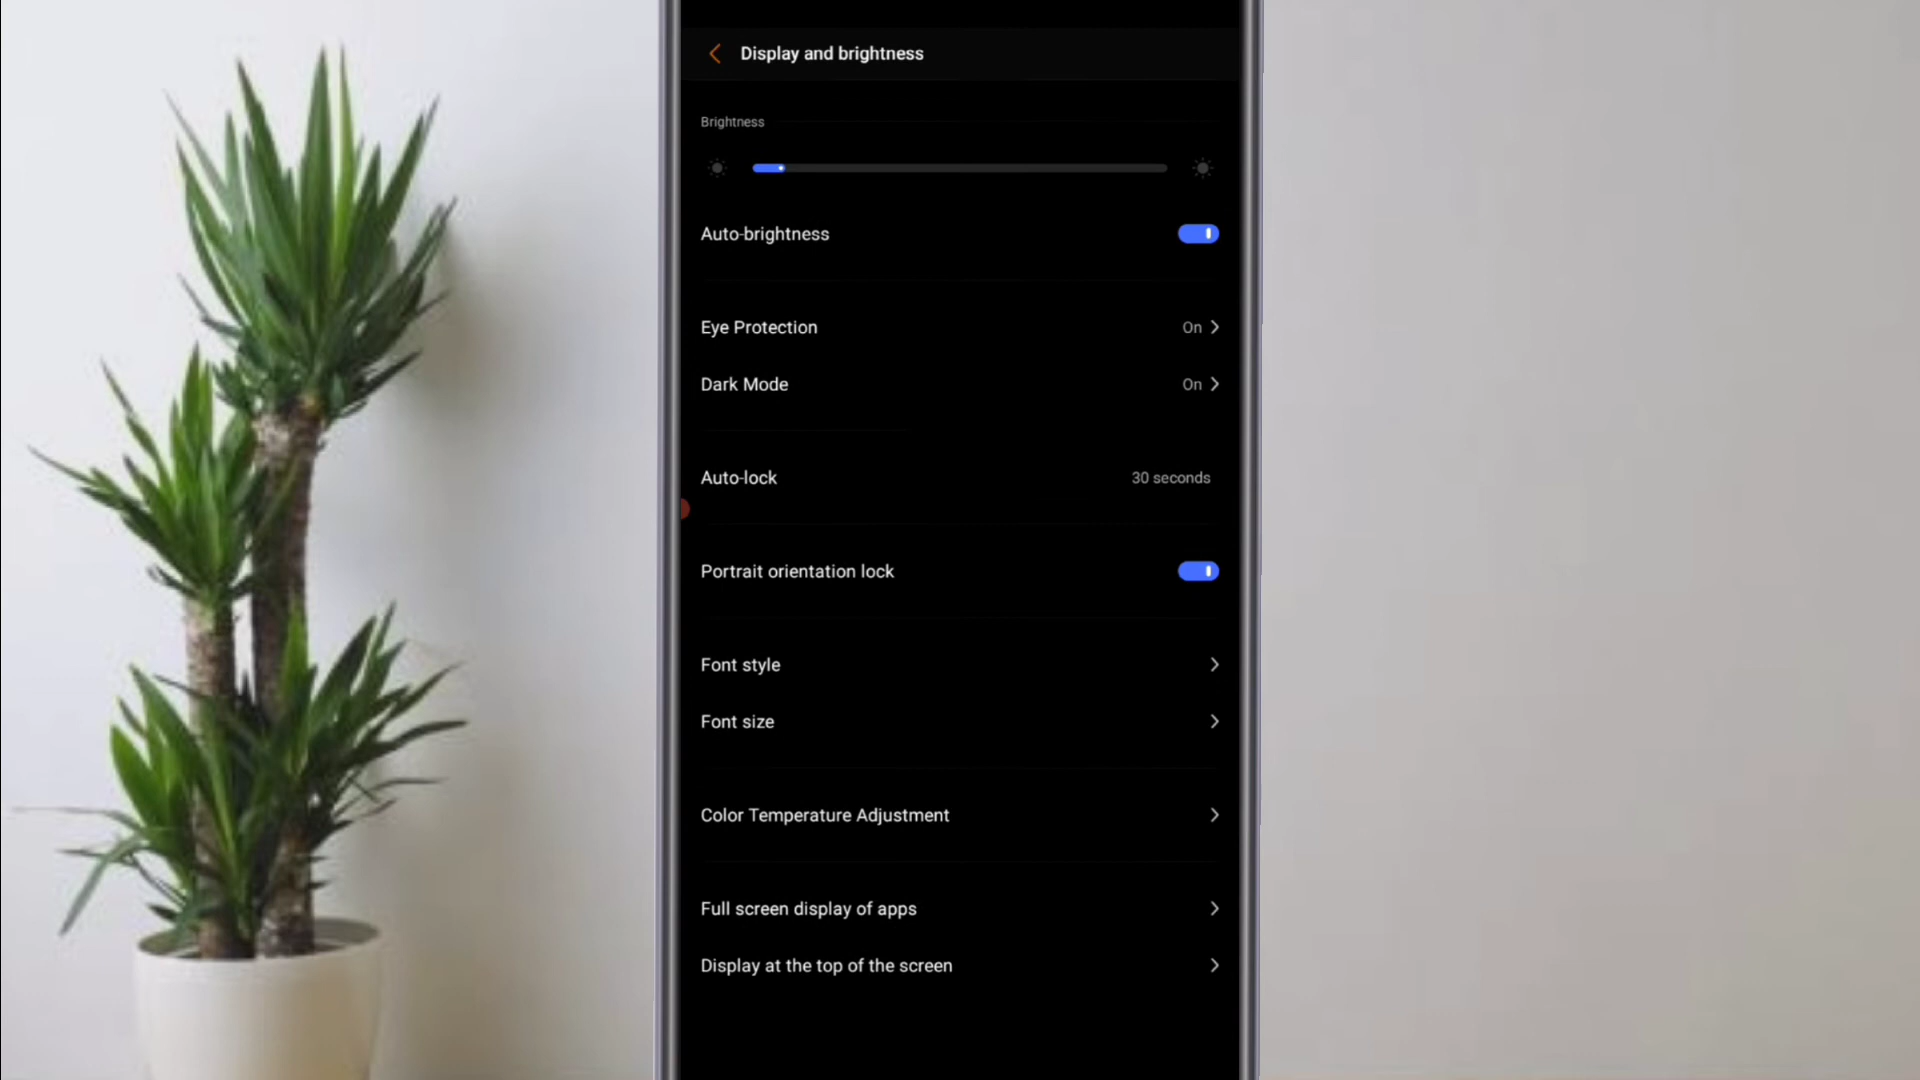 Display and brightness
Brightness
Auto-brightness
Eye Protection On
Dark Mode On
Auto-lock 30 seconds
Portrait orientation lock
Font style
Font size
Color Temperature Adjustment
Full screen display of apps
Display at the top of the screen